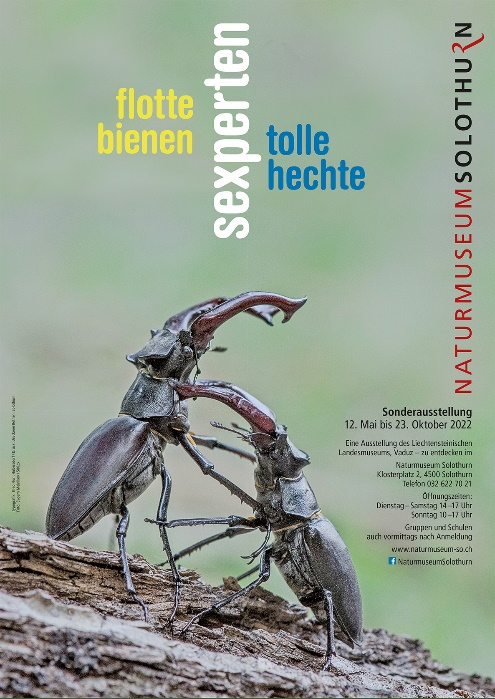 flotte
bienen
sexperten
tolle
hechte
NATURMUSEUMSOLOTHURN
Sonderausstellung
12. Mai bis 23. Oktober 2022
Eine Ausstellung des Liechtensteinischen
Landesmuseums, Vaduz – zu entdecken im
Naturmuseum Solothurn
Klosterplatz 2, 4500 Solothurn
Telefon 032 622 70 21
Öffnungszeiten:
Dienstag – Samstag 14 – 17 Uhr
Sonntag 10 – 17 Uhr
Gruppen und Schulen
auch vormittags nach Anmeldung
www.naturmuseum-so.ch
NaturmuseumSolothurn